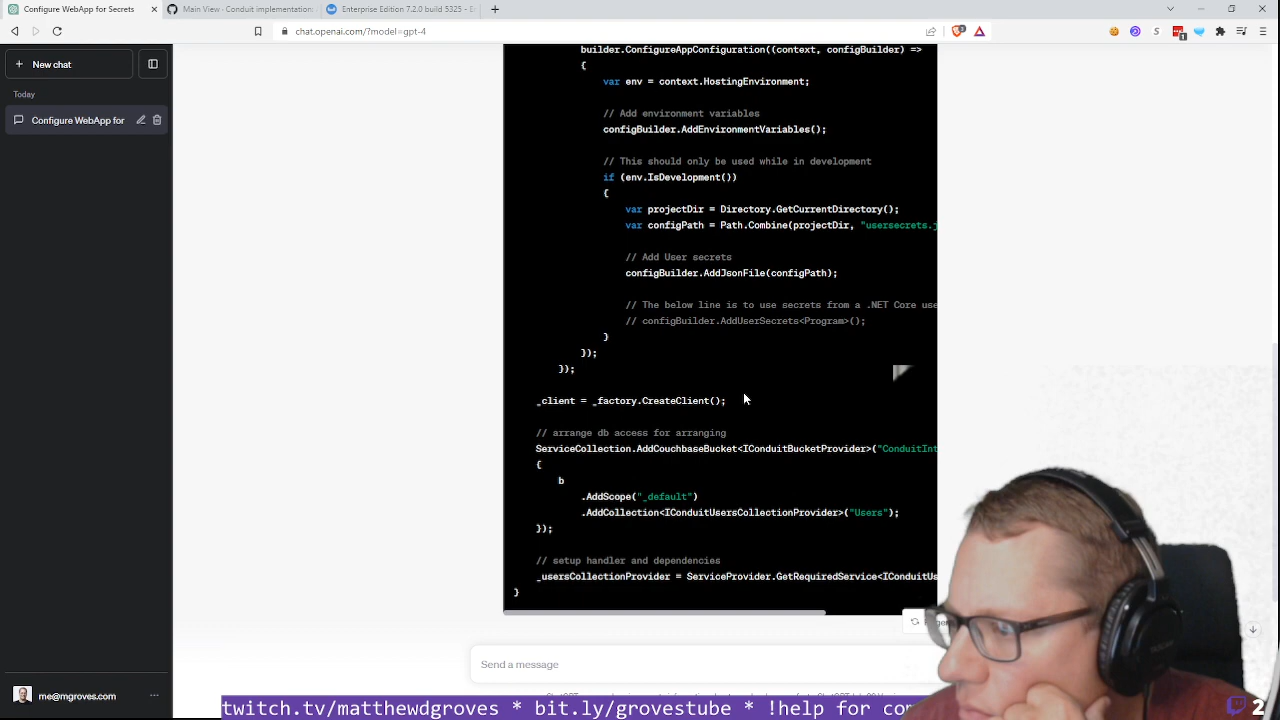 Configure WebApp for Secrets
Main View - Conduit implementation:
Enterprise Edition 7.2.0 build 5325 - E
chat.openai.com/?model=gpt-4
New chat
Today
Configure WebApp for
builder.ConfigureAppConfiguration((context, configBuilder) =>
{
var env = context.HostingEnvironment;
// Add environment variables
configBuilder.AddEnvironmentVariables();
// This should only be used while in development
if (env.IsDevelopment())
{
var projectDir = Directory.GetCurrentDirectory();
var configPath = Path.Combine(projectDir, "usersecrets.j
// Add User secrets
configBuilder.AddJsonFile(configPath);
// The below line is to use secrets from a .NET Core use
// configBuilder.AddUserSecrets<Program>();
}
});
});
_client = _factory.CreateClient();
// arrange db access for arranging
ServiceCollection.AddCouchbaseBucket<IConduitBucketProvider>("ConduitInt
{
b
.AddScope("_default")
.AddCollection<IConduitUsersCollectionProvider>("Users");
});
// setup handler and dependencies
_usersCollectionProvider = ServiceProvider.GetRequiredService<IConduitUs
}
Send a message
me@mgroves.com
twitch.tv/matthewdgroves * bit.ly/grovestube * !help for com
2